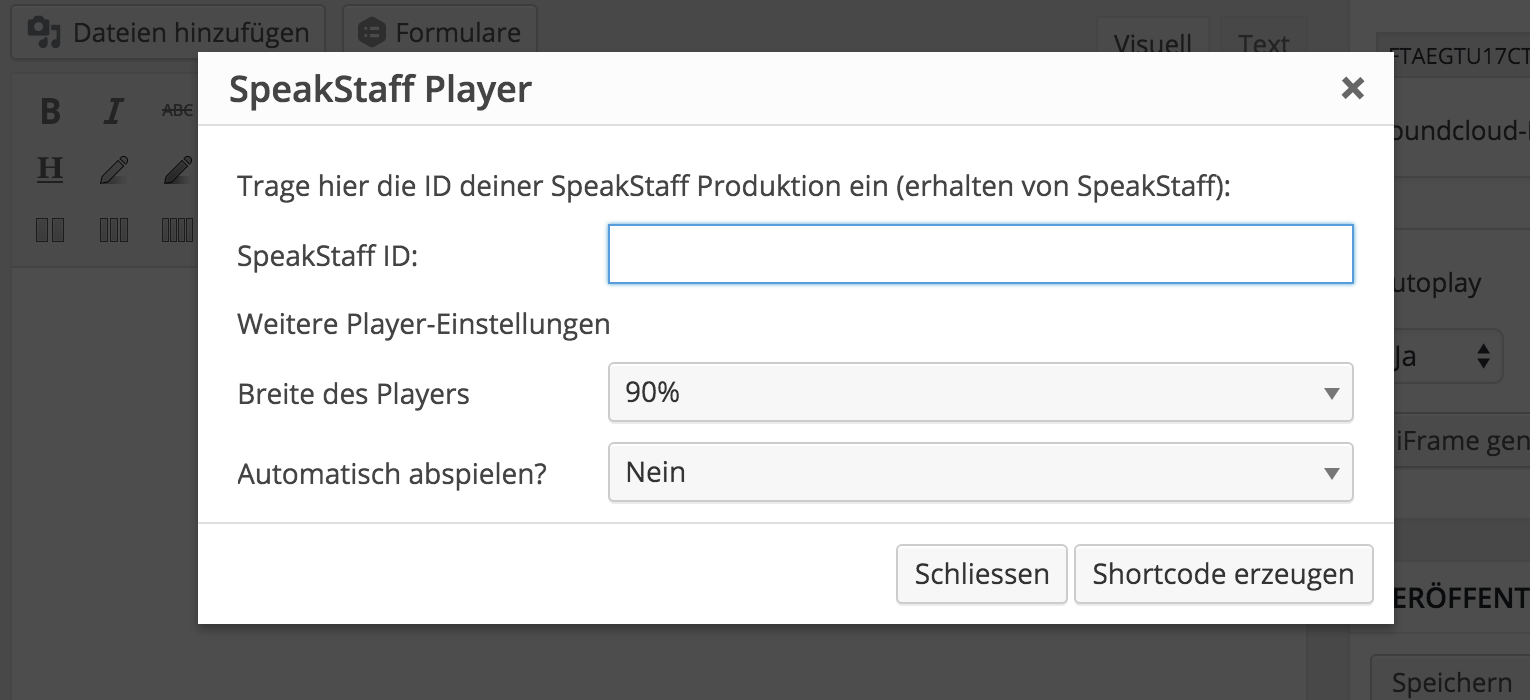 Dateien hinzufügen
Formulare
Visuell
Text
FTAEGTU17CT
B I ABC
SpeakStaff Player
oundcloud-
H
Trage hier die ID deiner SpeakStaff Produktion ein (erhalten von SpeakStaff):
SpeakStaff ID:
utoplay
Weitere Player-Einstellungen
Ja
Breite des Players
90%
iFrame gen
Automatisch abspielen?
Nein
Schliessen
Shortcode erzeugen
ERÖFFENT
Speichern